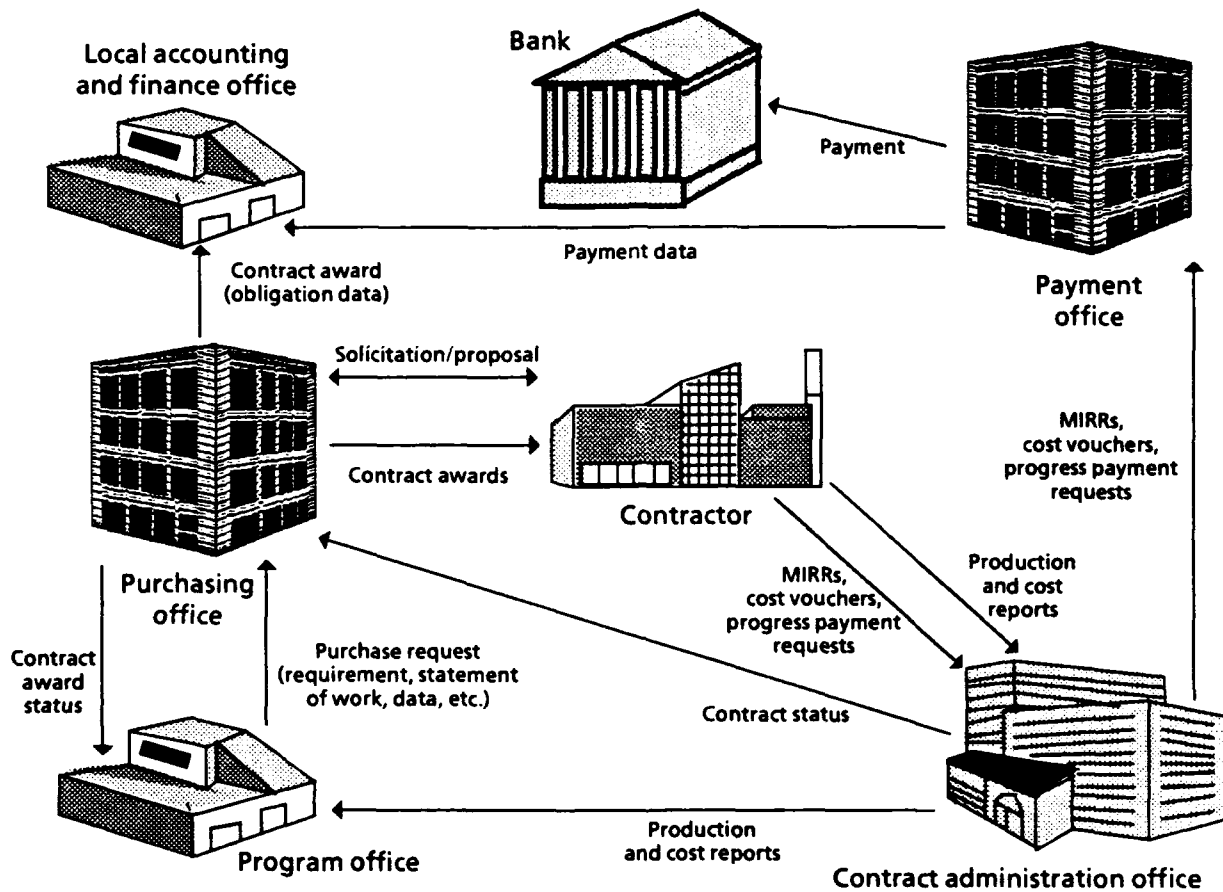 Local accounting
and finance office
Bank
Payment
Payment data
Contract award
(obligation data)
Payment
office
Solicitation/proposal
Contract awards
Contractor
MIRRs,
cost vouchers,
progress payment
requests
Purchasing
office
MIRRs,
cost vouchers,
progress payment
requests
Production
and cost
reports
Contract
award
status
Purchase request
(requirement, statement
of work, data, etc.)
Contract status
Program office
Production
and cost reports
Contract administration office